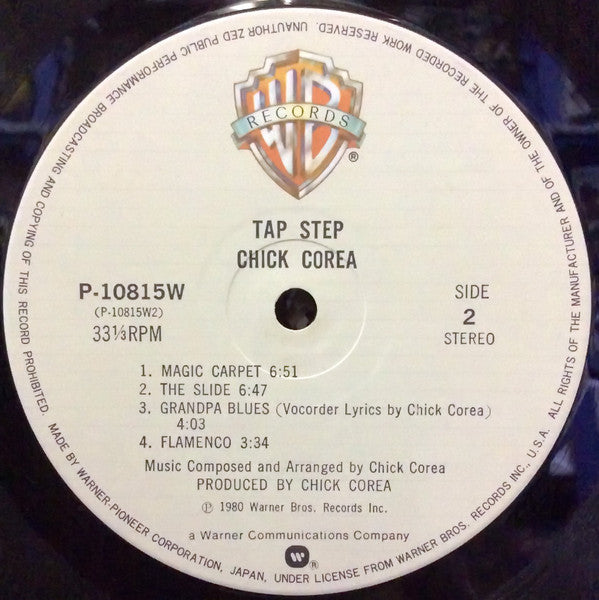 ALL RIGHTS OF THE MANUFACTURER AND OF THE OWNER OF THE RECORDED WORK RESERVED. UNAUTHORIZED PUBLIC PERFORMANCE BROADCASTING AND COPYING OF THIS RECORD PROHIBITED. MADE BY WARNER-PIONEER CORPORATION, JAPAN, UNDER LICENSE FROM WARNER BROS. RECORDS INC., U.S.A.
WB
RECORDS
®
TAP STEP
CHICK COREA
P-10815W
(P-10815W2)
33⅓RPM
SIDE
2
STEREO
1. MAGIC CARPET 6:51
2. THE SLIDE 6:47
3. GRANDPA BLUES (Vocorder Lyrics by Chick Corea)
4:03
4. FLAMENCO 3:34
Music Composed and Arranged by Chick Corea
PRODUCED BY CHICK COREA
℗ 1980 Warner Bros. Records Inc.
a Warner Communications Company
®